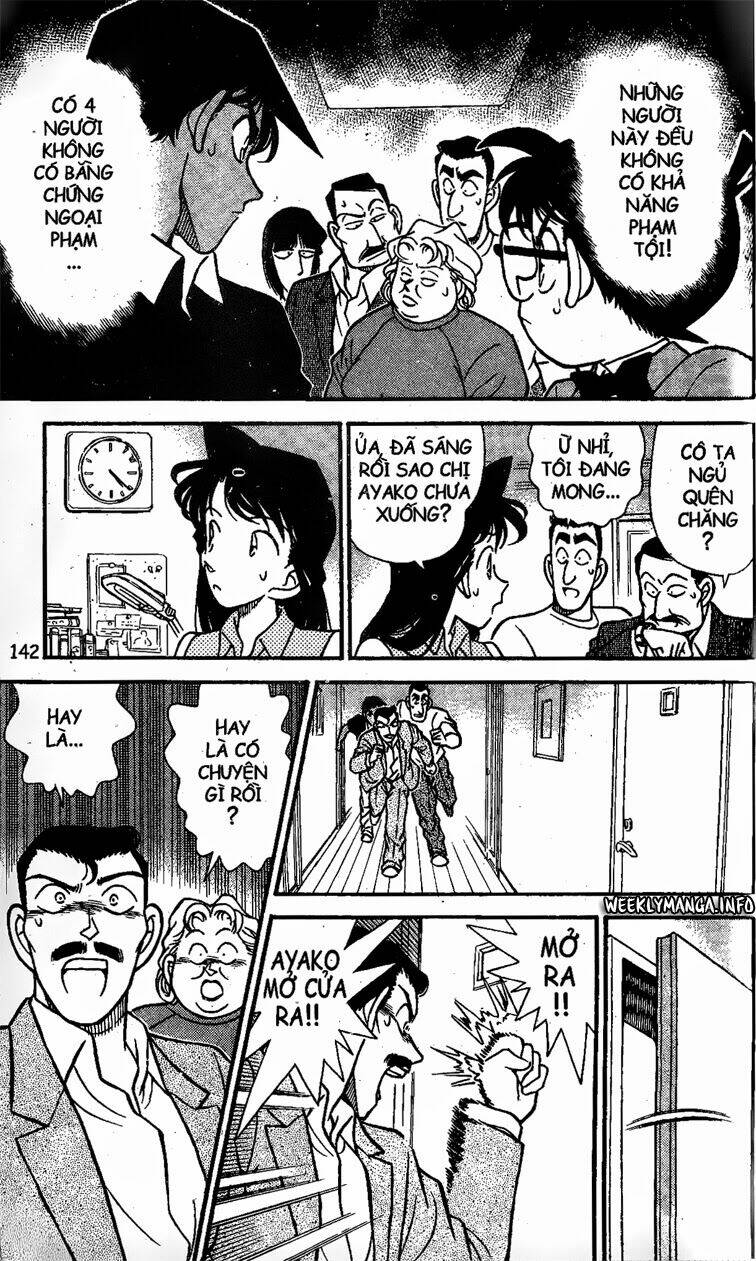 CÓ 4
NGƯỜI
KHÔNG
CÓ BẰNG
CHỨNG
NGOẠI
PHẠM
...
NHỮNG
NGƯỜI
NÀY ĐỀU
KHÔNG
CÓ KHẢ
NĂNG
PHẠM
TỘI!
ỦA, ĐÃ SÁNG
RỒI SAO CHỊ
AYAKO CHƯA
XUỐNG?
Ừ NHỈ,
TÔI ĐANG
MONG...
CÔ TA
NGỦ
QUÊN
CHĂNG
?
142
HAY
LÀ...
HAY
LÀ CÓ
CHUYỆN
GÌ RỒI
?
WEEKLYMANGA.INFO
AYAKO
MỞ CỬA
RA!!
MỞ
RA!!